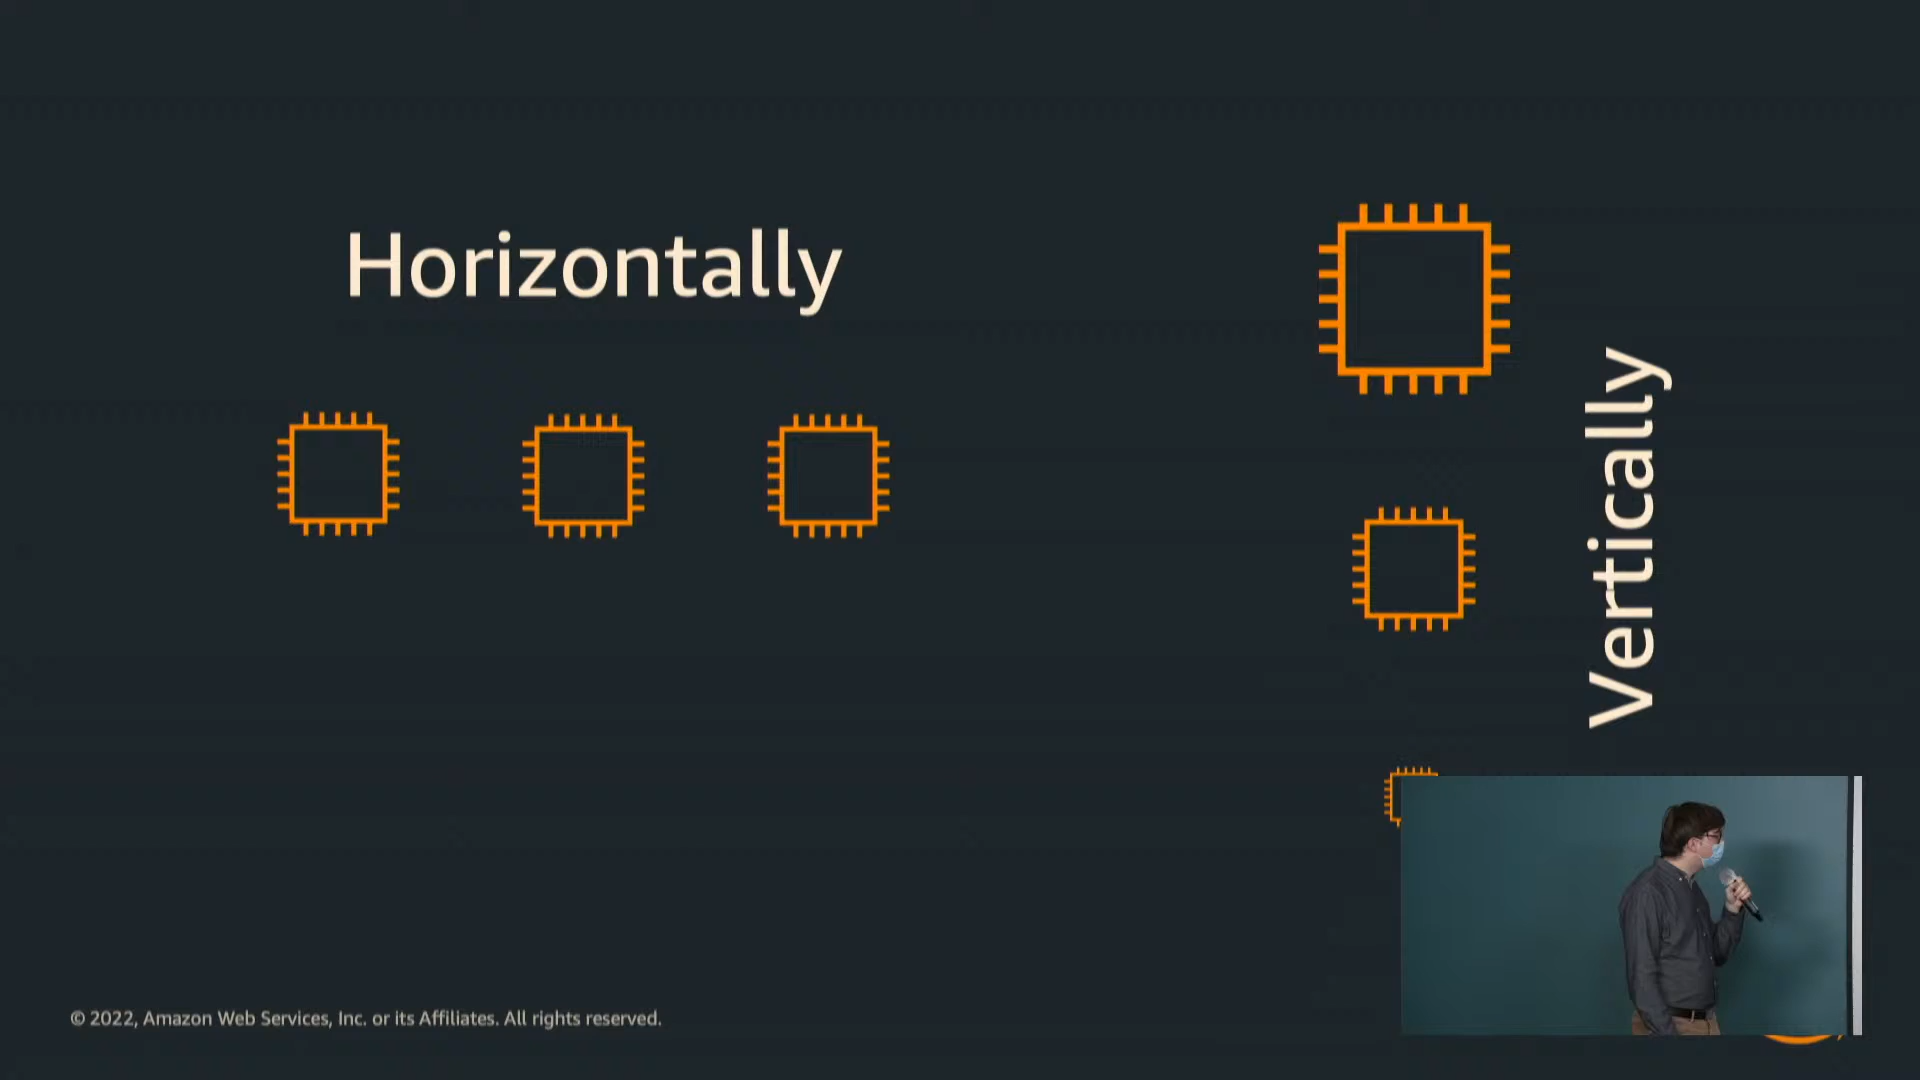 Horizontally
Vertically
© 2022, Amazon Web Services, Inc. or its Affiliates. All rights reserved.